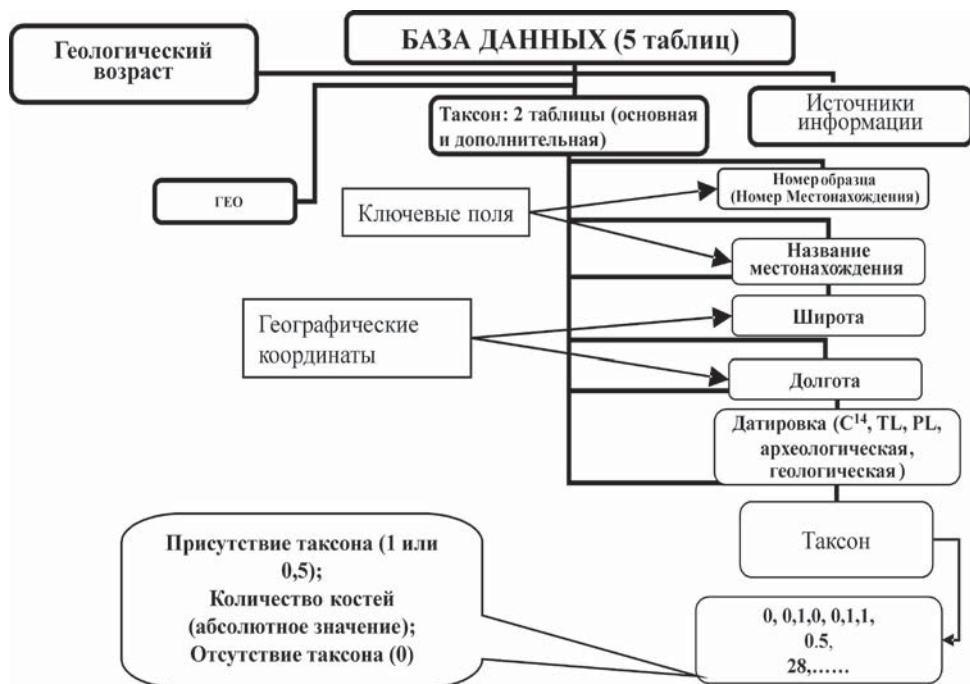 БАЗА ДАННЫХ (5 таблиц)
Геологический
возраст
Источники
информации
Таксон: 2 таблицы (основная
и дополнительная)
ГЕО
Номер образца
(Номер Местонахождения)
Ключевые поля
Название
местонахождения
Географические
координаты
Широта
Долгота
Датировка (C¹⁴, TL, PL,
археологическая,
геологическая)
Таксон
Присутствие таксона (1 или
0,5);
Количество костей
(абсолютное значение);
Отсутствие таксона (0)
0, 0,1,0, 0,1,1,
0.5,
28,......